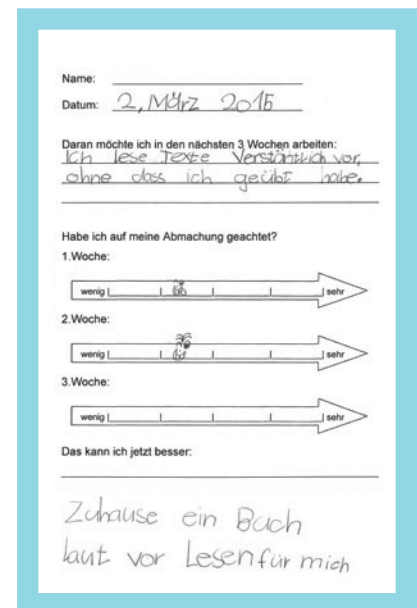 Name:
Datum: 2, März 2015
Daran möchte ich in den nächsten 3 Wochen arbeiten:
Ich lese Texte Verständlich vor,
ohne dass ich geübt habe.
Habe ich auf meine Abmachung geachtet?
1.Woche:
wenig sehr
2.Woche:
wenig sehr
3.Woche:
wenig sehr
Das kann ich jetzt besser:
Zuhause ein Buch
laut vor Lesen für mich